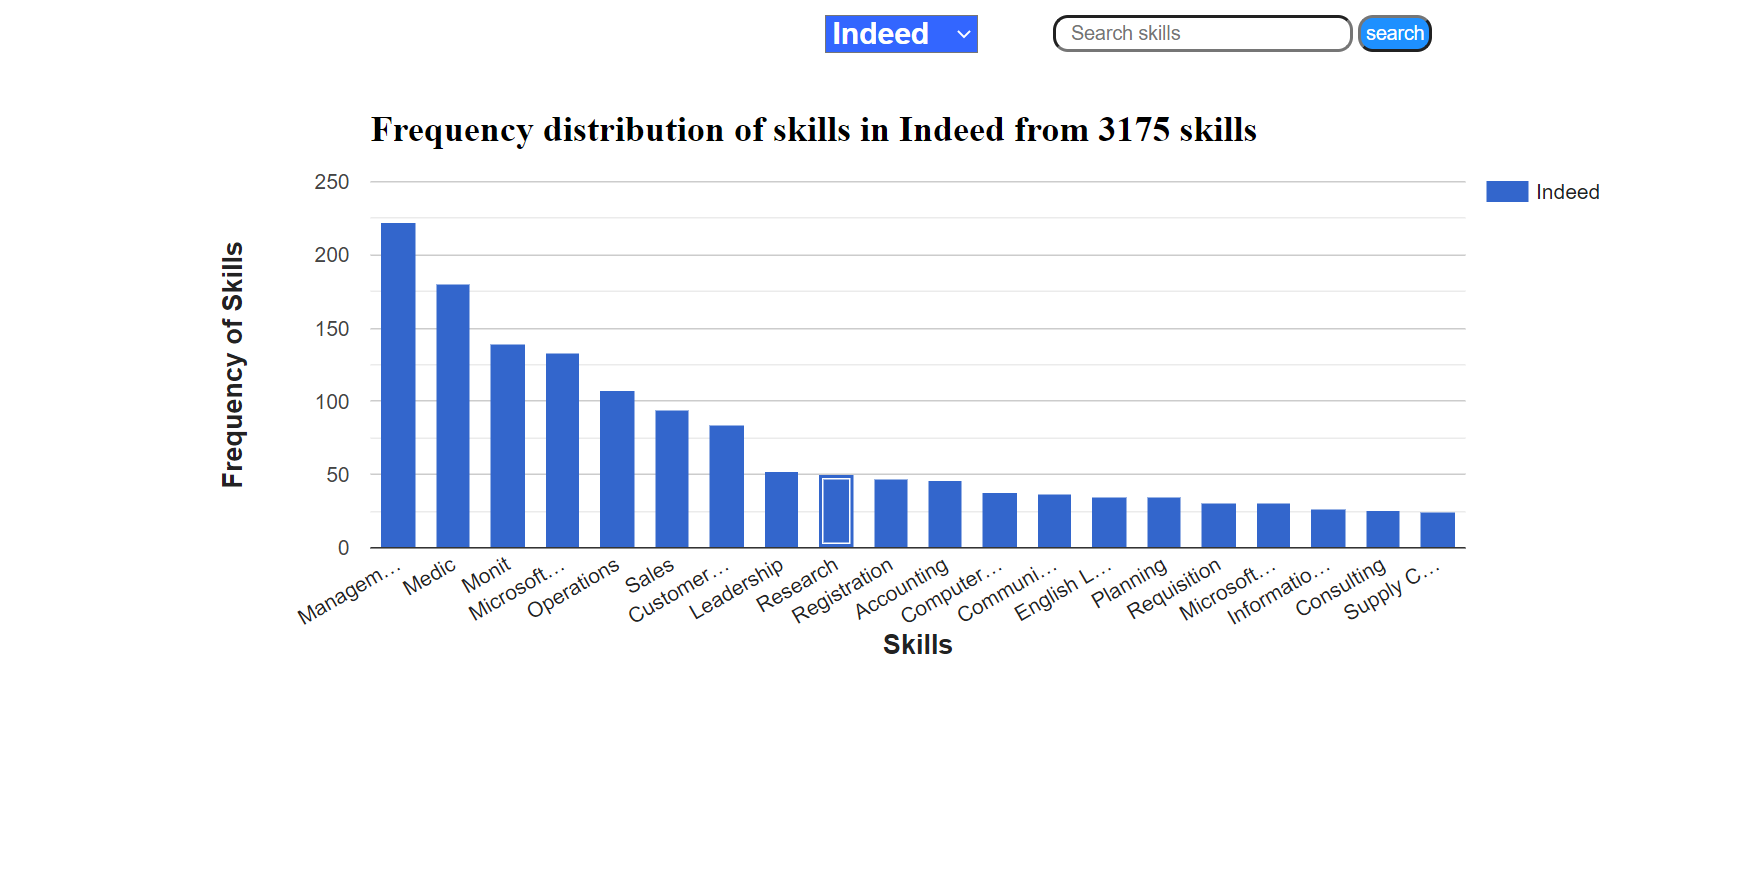 Indeed
Search skills
search
Frequency distribution of skills in Indeed from 3175 skills
250
200
150
100
50
0
Frequency of Skills
Indeed
Managem...
Medic
Monit
Microsoft...
Operations
Sales
Customer...
Leadership
Research
Registration
Accounting
Computer...
Communi...
English L...
Planning
Requisition
Microsoft...
Informatio...
Consulting
Supply C...
Skills